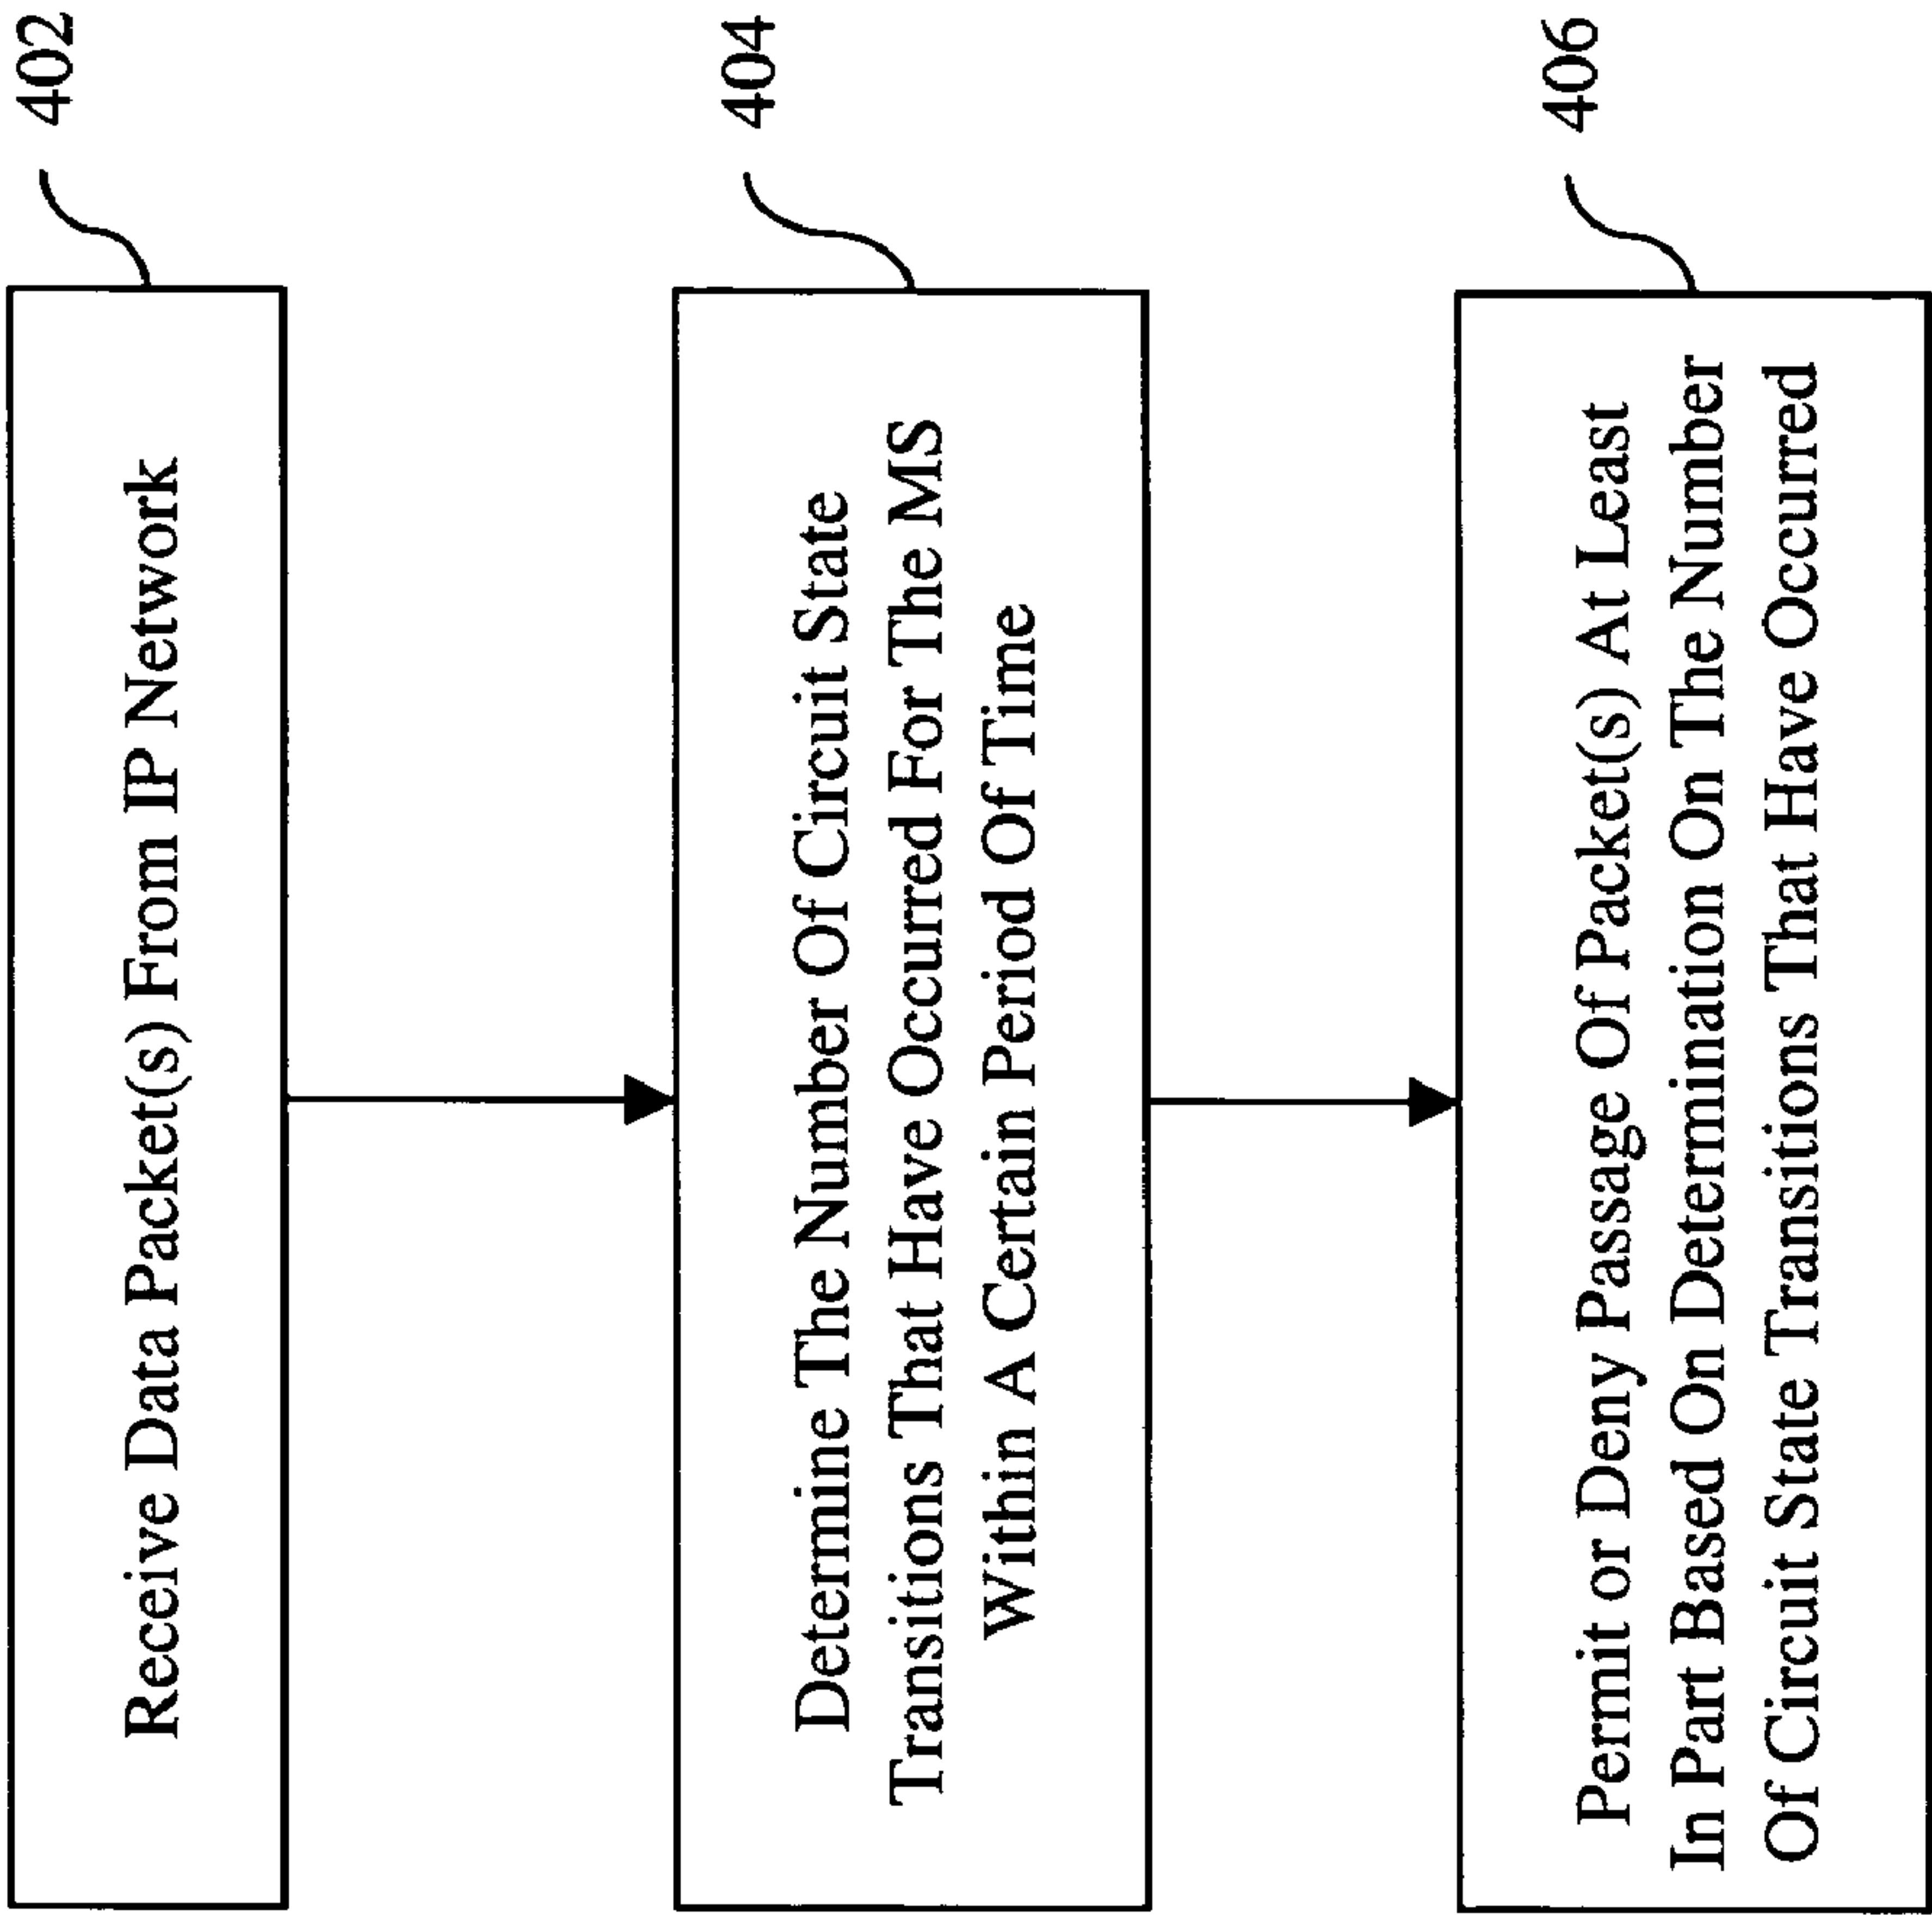 402
Receive Data Packet(s) From IP Network
404
Determine The Number Of Circuit State
Transitions That Have Occurred For The MS
Within A Certain Period Of Time
406
Permit or Deny Passage Of Packet(s) At Least
In Part Based On Determination On The Number
Of Circuit State Transitions That Have Occurred